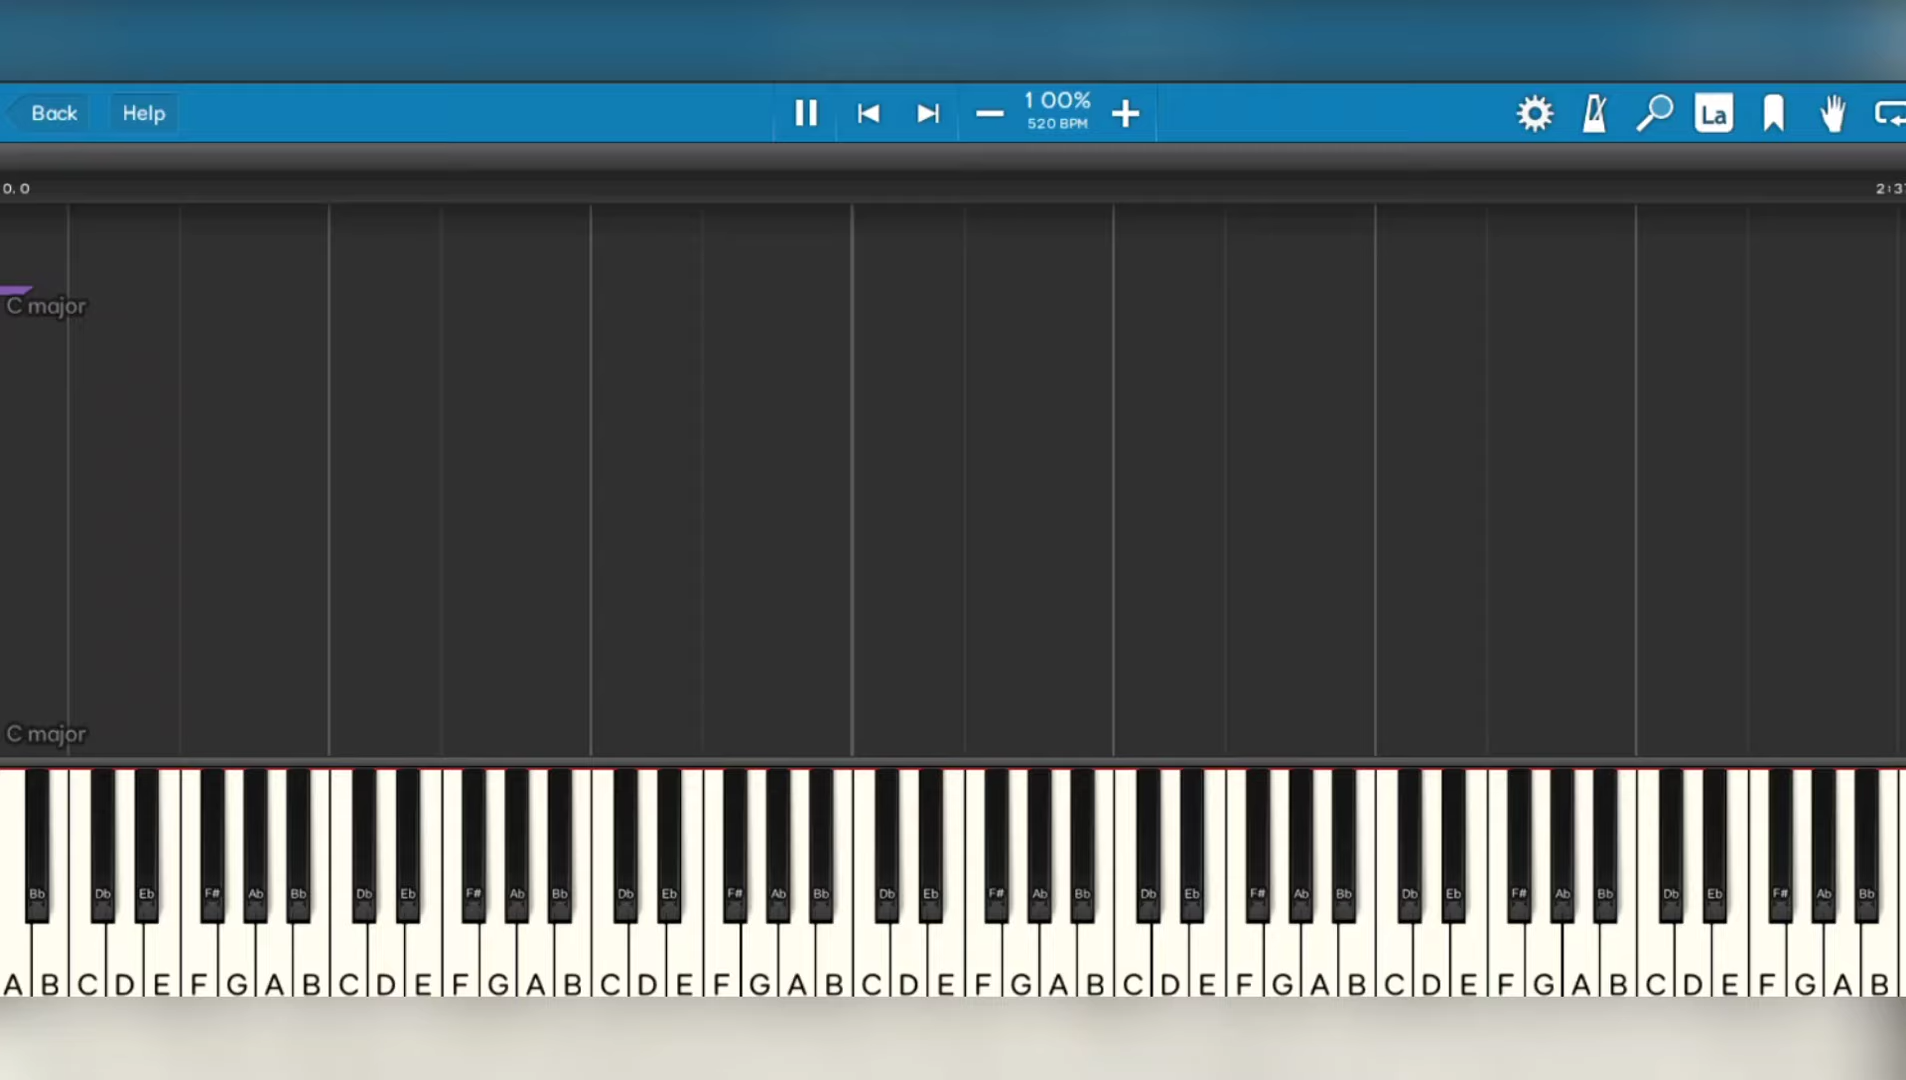 Back Help 100% La
520 BPM
0.0 2:3
C major
C major
Bb Db Eb F# Ab Bb Db Eb F# Ab Bb Db Eb F# Ab Bb Db Eb F# Ab Bb Db Eb F# Ab Bb Db Eb F# Ab Bb Db Eb F# Ab Bb
A B C D E F G A B C D E F G A B C D E F G A B C D E F G A B C D E F G A B C D E F G A B C D E F G A B